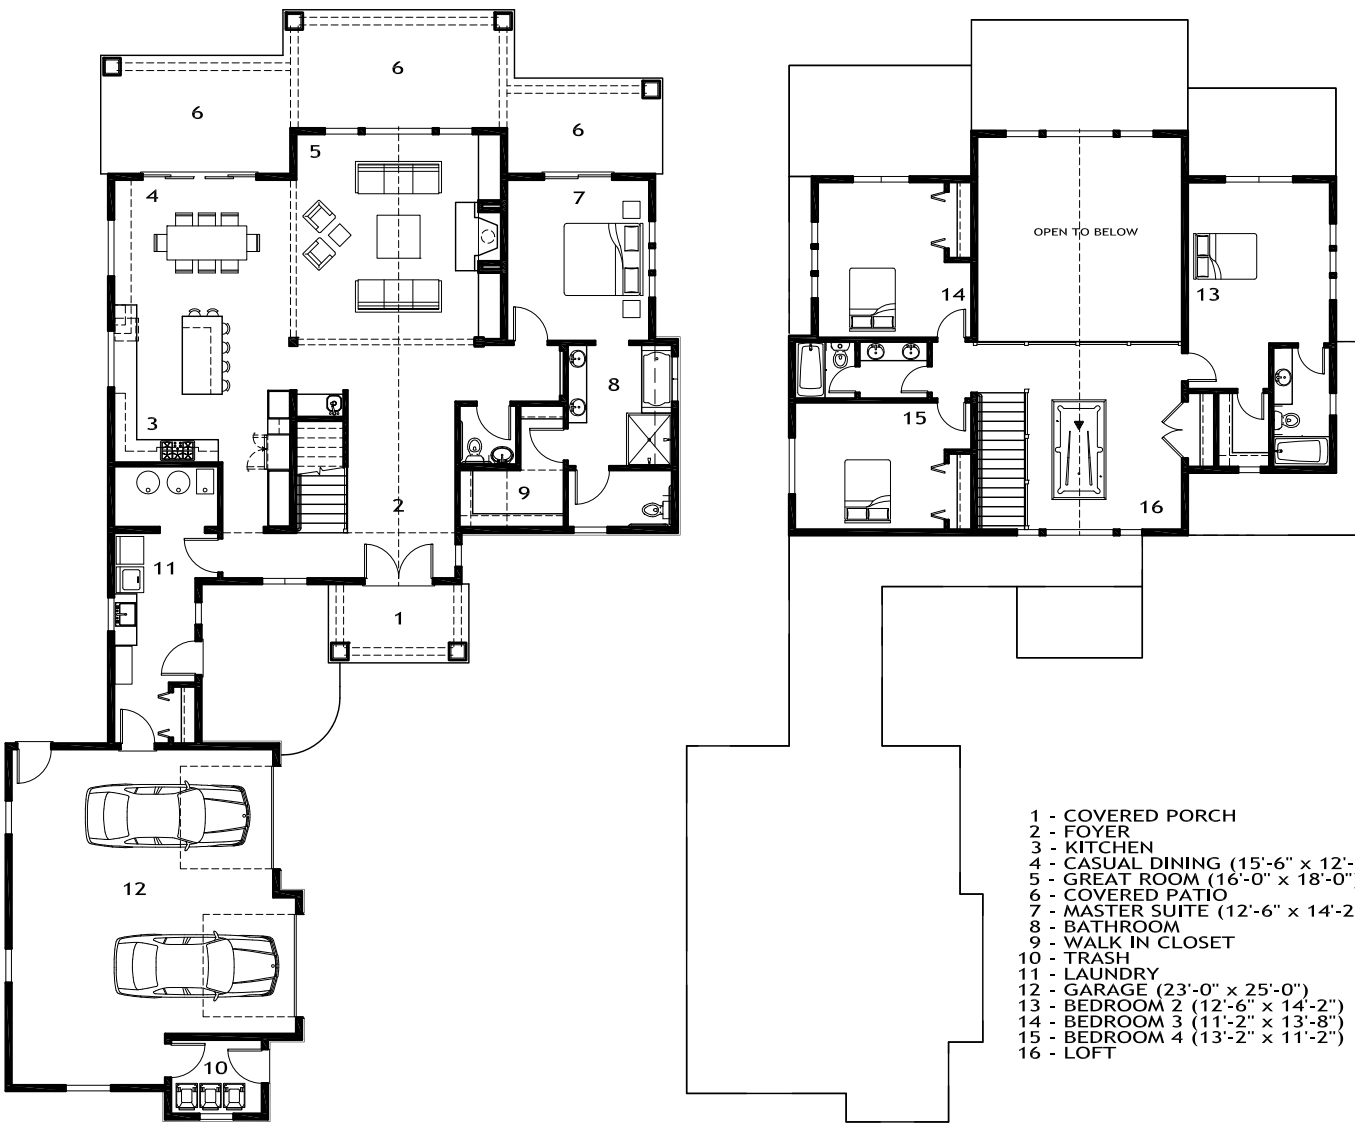 6
6
6
5
4
7
OPEN TO BELOW
14
13
8
3
15
9
2
16
11
1
12
10
1 - COVERED PORCH
2 - FOYER
3 - KITCHEN
4 - CASUAL DINING (15'-6" x 12'-
5 - GREAT ROOM (16'-0" x 18'-0"
6 - COVERED PATIO
7 - MASTER SUITE (12'-6" x 14'-2
8 - BATHROOM
9 - WALK IN CLOSET
10 - TRASH
11 - LAUNDRY
12 - GARAGE (23'-0" x 25'-0")
13 - BEDROOM 2 (12'-6" x 14'-2")
14 - BEDROOM 3 (11'-2" x 13'-8")
15 - BEDROOM 4 (13'-2" x 11'-2")
16 - LOFT